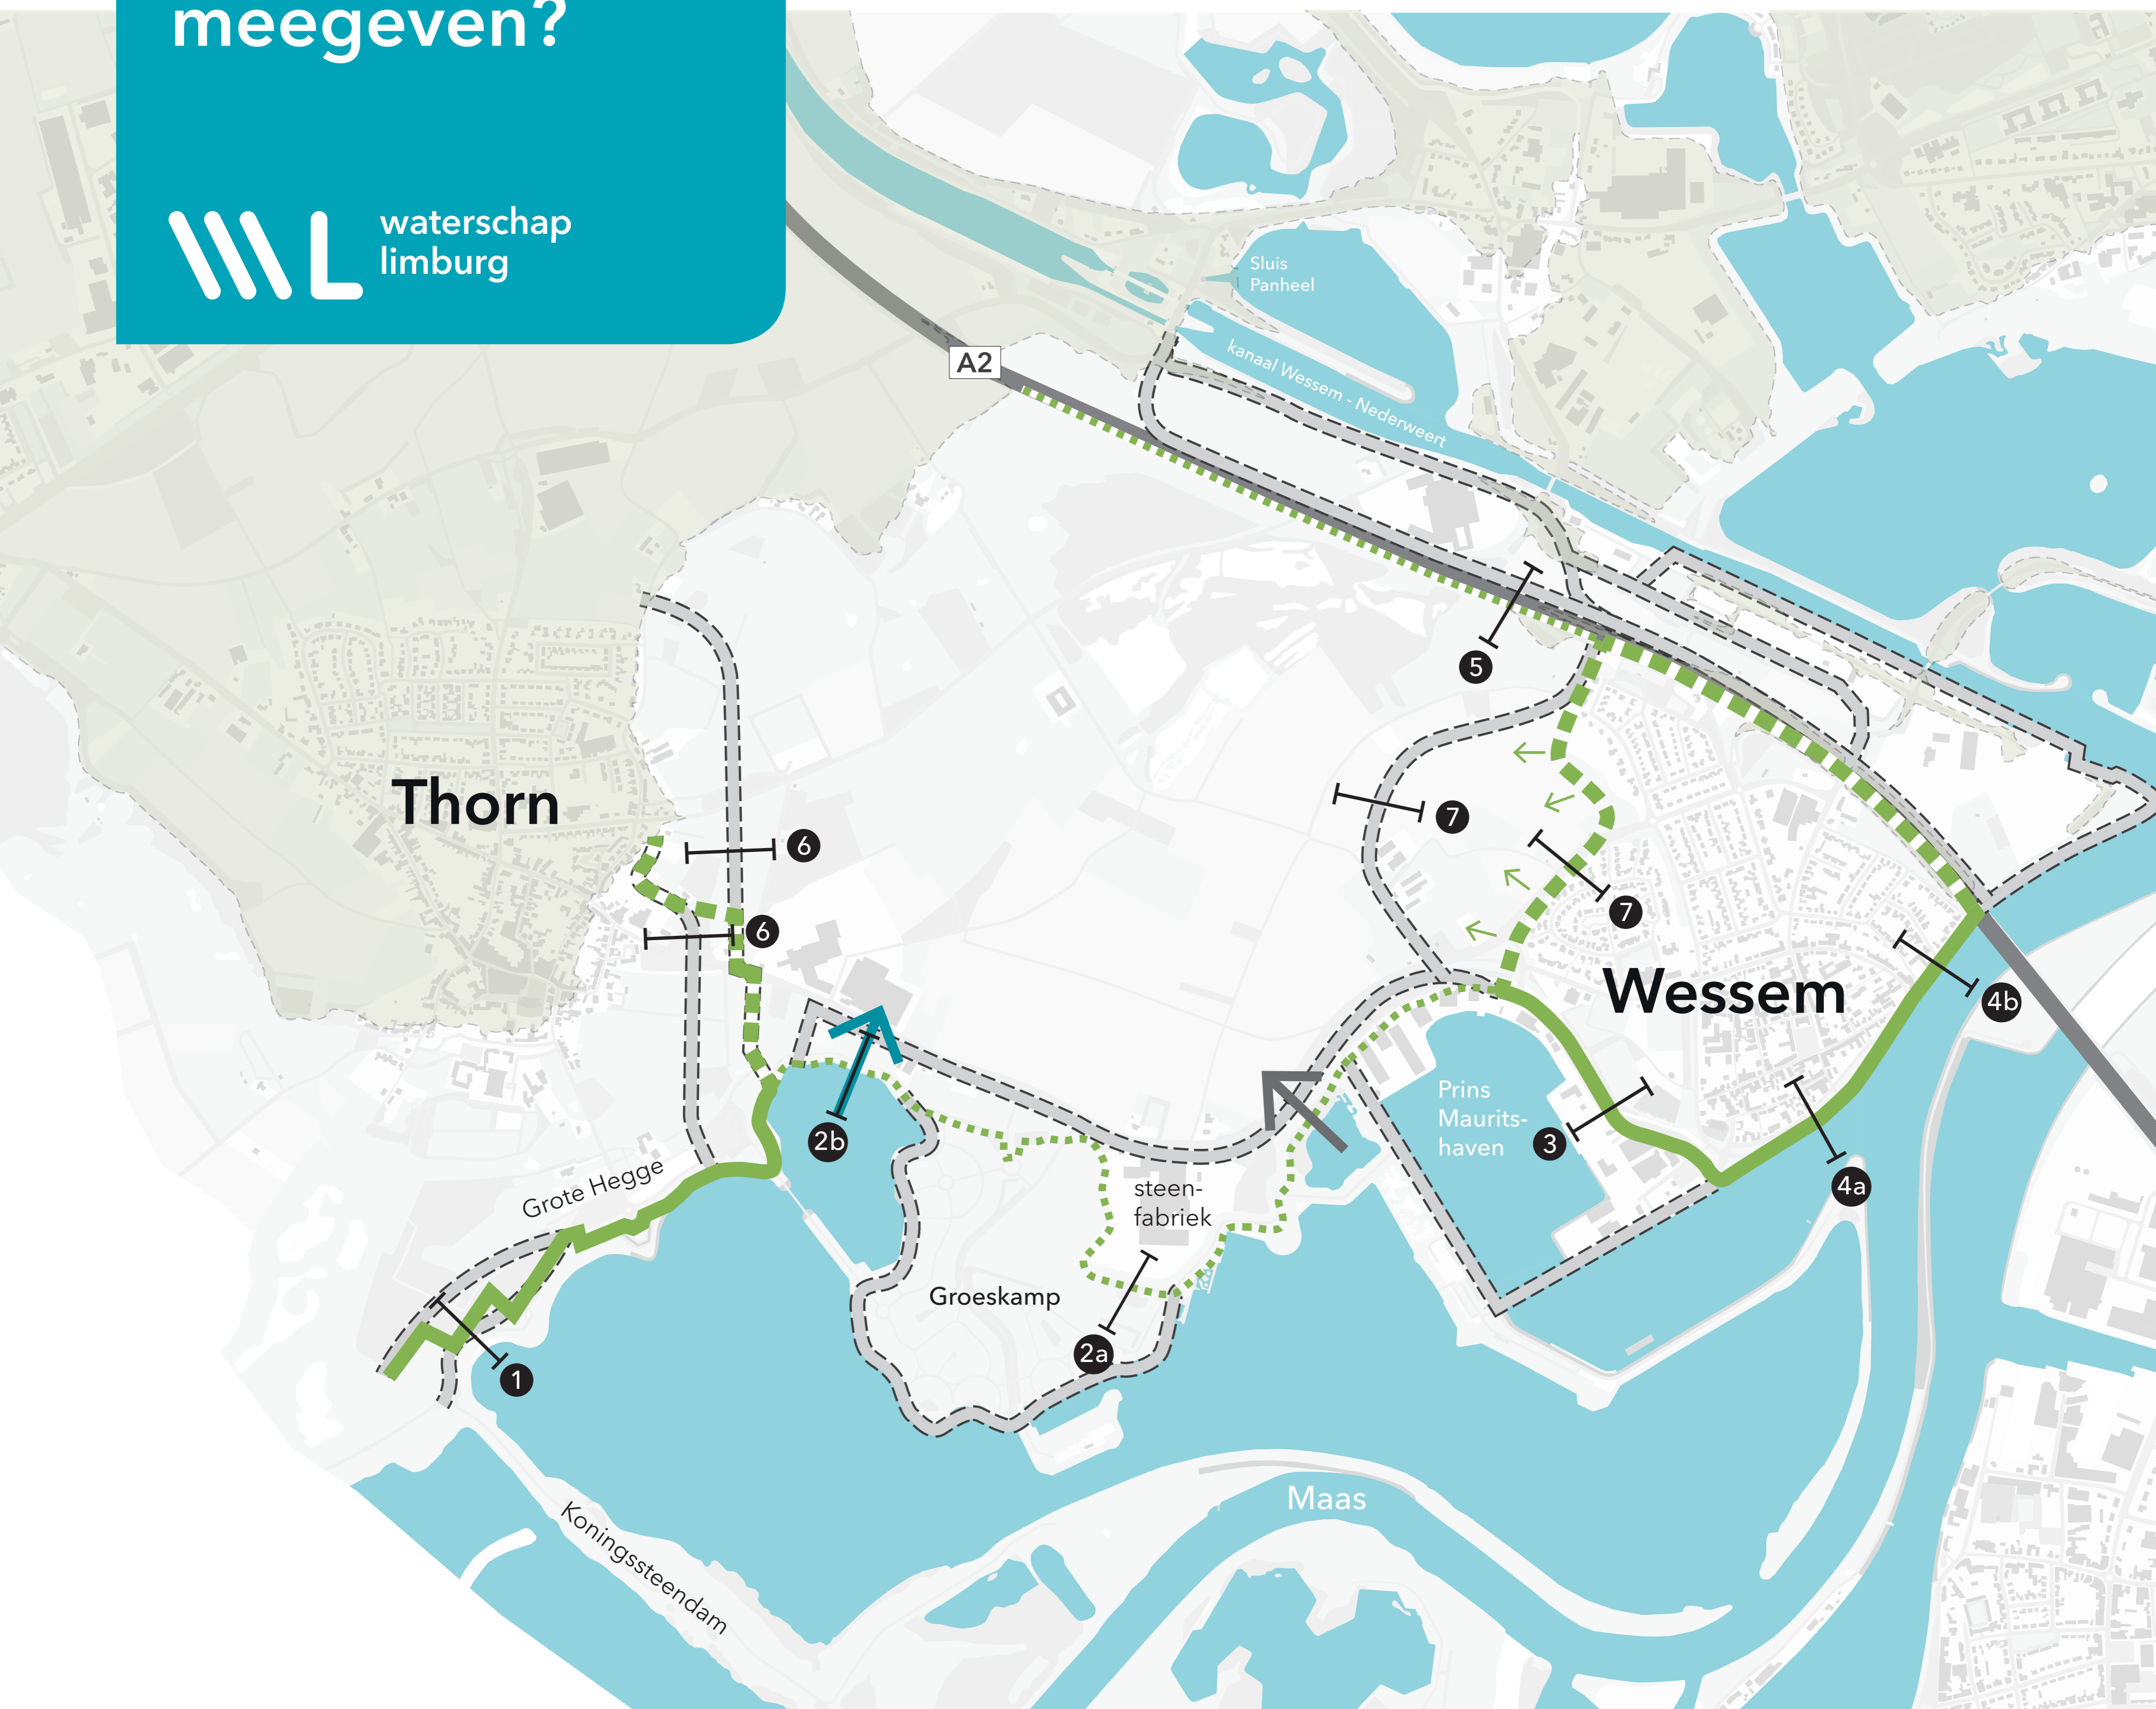 meegeven?
waterschap
limburg
Sluis
Panheel
A2
kanaal Wessem - Nederweert
5
Thorn
7
6
7
6
Wessem
4b
Prins
Maurits-
haven
2b
3
Grote Hegge
steen-
fabriek
4a
Groeskamp
2a
1
Maas
Koningssteendam